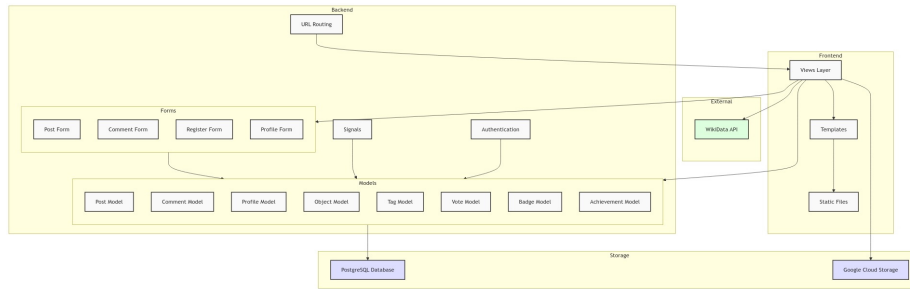 Backend
URL Routing
Frontend
Views Layer
External
WikiData API
Forms
Post Form
Comment Form
Register Form
Profile Form
Signals
Authentication
Templates
Models
Post Model
Comment Model
Profile Model
Object Model
Tag Model
Vote Model
Badge Model
Achievement Model
Static Files
Storage
PostgreSQL Database
Google Cloud Storage